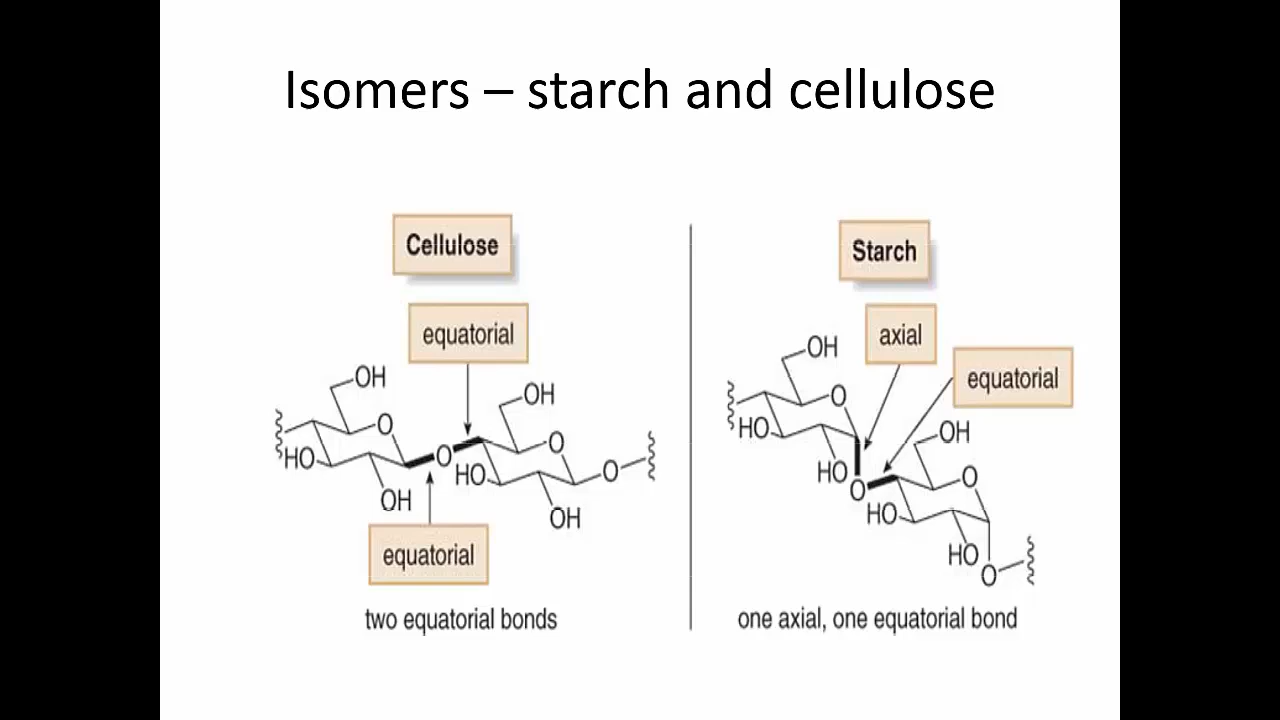 Isomers – starch and cellulose
Cellulose
equatorial
OH
OH
O
O
O
HO
HO
O
OH
OH
equatorial
two equatorial bonds
Starch
axial
equatorial
OH
O
HO
OH
HO
O
O
HO
HO
O
one axial, one equatorial bond